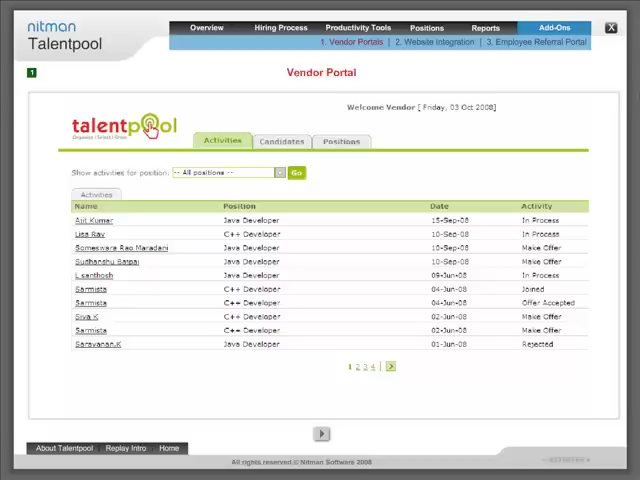 nitman
Talentpool
Overview Hiring Process Productivity Tools Positions Reports Add-Ons X
1. Vendor Portals | 2. Website Integration | 3. Employee Referral Portal
1
Vendor Portal
Welcome Vendor [ Friday, 03 Oct 2008]
talentpool
Activities Candidates Positions
Show activities for position: -- All positions -- Go
Activities
Name Position Date Activity
Ajit Kumar Java Developer 15-Sep-08 In Process
Lisa Ray C++ Developer 10-Sep-08 In Process
Someswara Rao Maradani Java Developer 10-Sep-08 Make Offer
Sudhanshu Bajpai Java Developer 10-Sep-08 Make Offer
L santhosh Java Developer 09-Jun-08 In Process
Sarmista C++ Developer 04-Jun-08 Joined
Sarmista C++ Developer 04-Jun-08 Offer Accepted
Siva K C++ Developer 02-Jun-08 Make Offer
Sarmista C++ Developer 02-Jun-08 Make Offer
Saravanan.K Java Developer 01-Jun-08 Rejected
1 2 3 4 | >
About Talentpool Replay Intro Home
All rights reserved © Nitman Software 2008